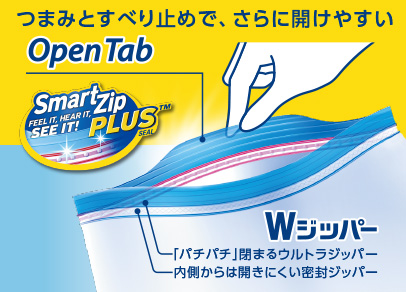 つまみとすべり止めで、さらに開けやすい
Open Tab
Smart Zip
FEEL IT, HEAR IT,
SEE IT!
PLUS™
SEAL
Wジッパー
「パチパチ」閉まるウルトラジッパー
内側からは開きにくい密封ジッパー